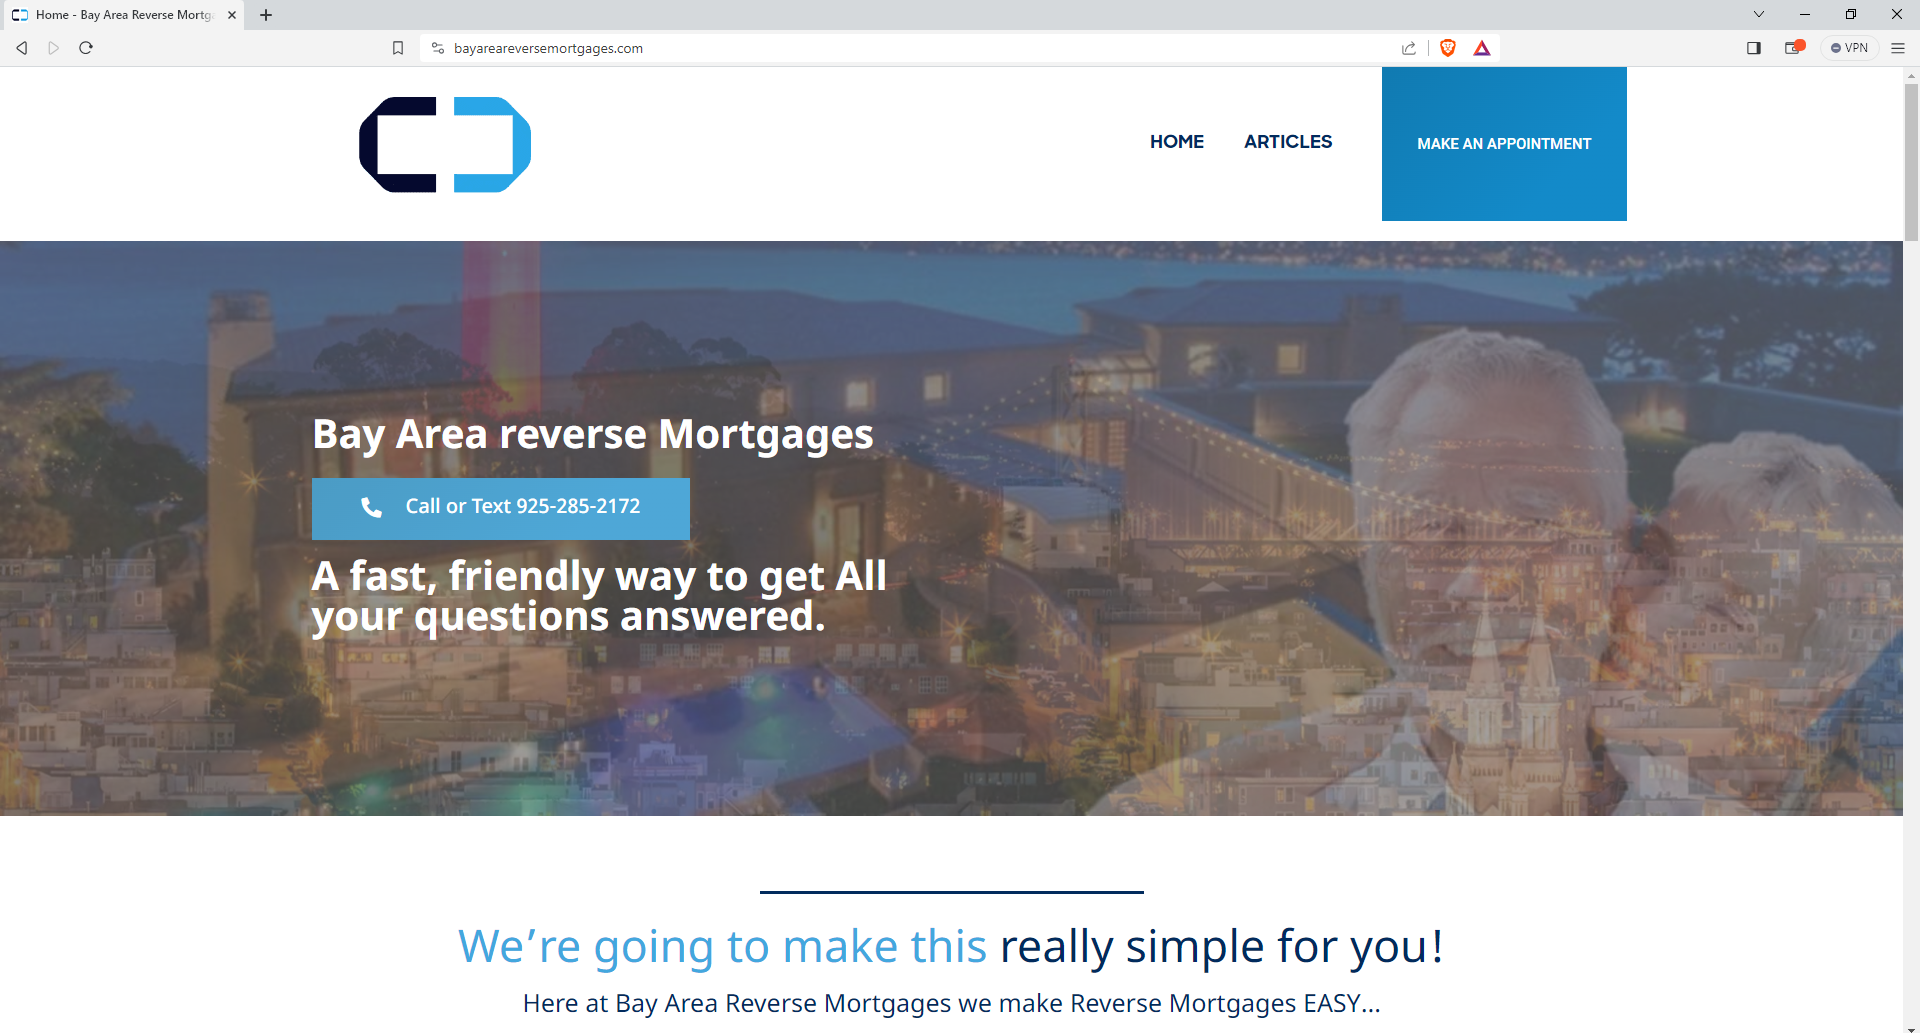 Home - Bay Area Reverse Mortg
bayareareversemortgages.com
VPN
HOME
ARTICLES
MAKE AN APPOINTMENT
Bay Area reverse Mortgages
Call or Text 925-285-2172
A fast, friendly way to get All
your questions answered.
We're going to make this really simple for you!
Here at Bay Area Reverse Mortgages we make Reverse Mortgages EASY...